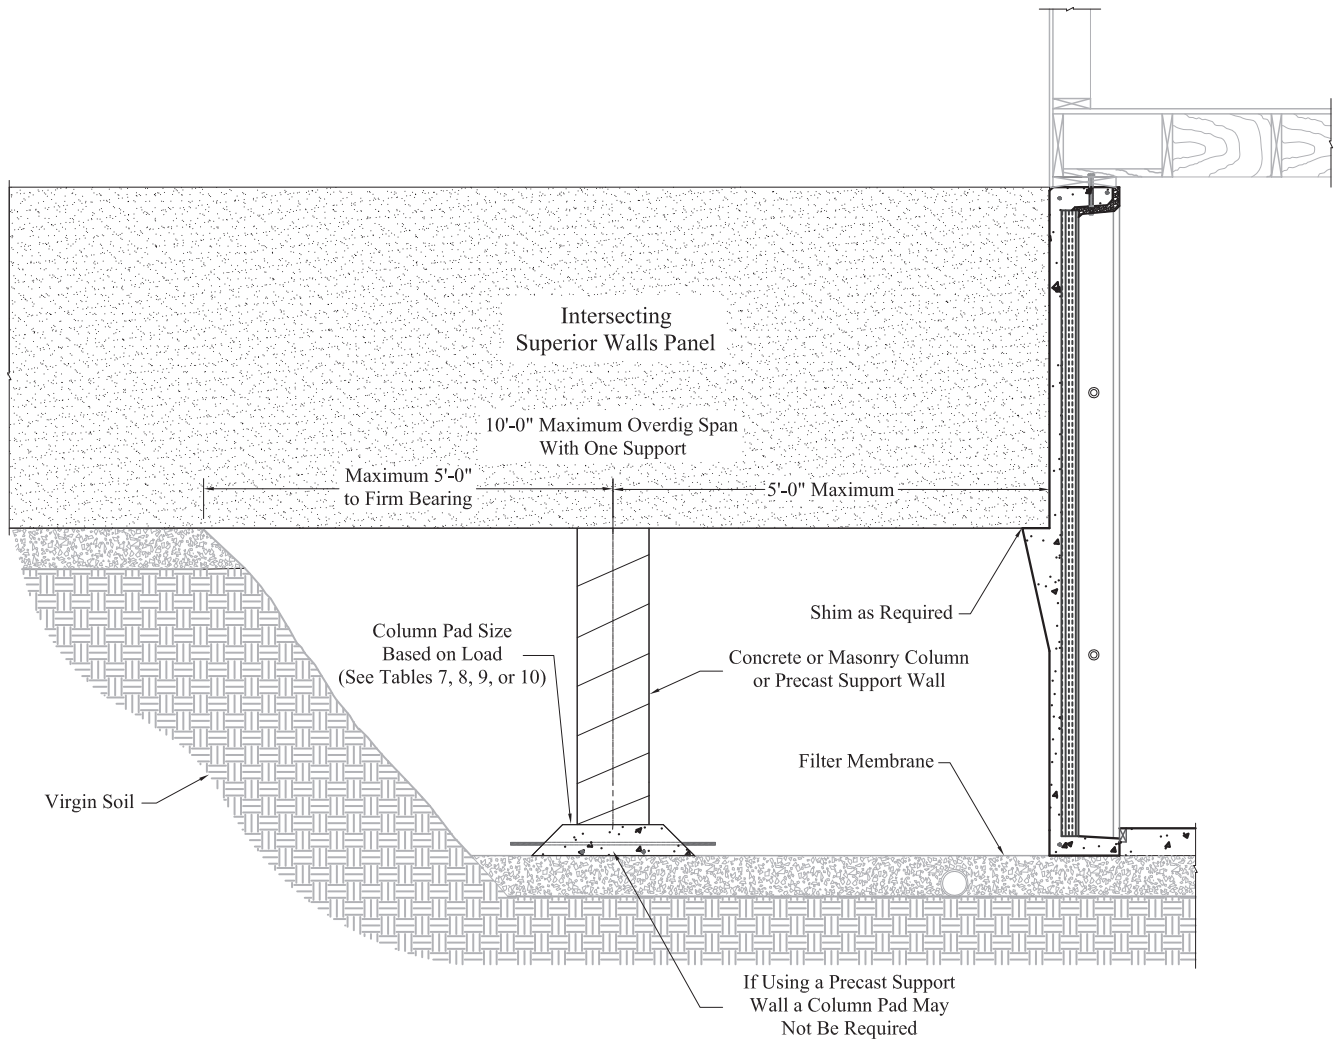 Intersecting
Superior Walls Panel
10'-0" Maximum Overdig Span
With One Support
Maximum 5'-0"
to Firm Bearing
5'-0" Maximum
Shim as Required
Column Pad Size
Based on Load
(See Tables 7, 8, 9, or 10)
Concrete or Masonry Column
or Precast Support Wall
Filter Membrane
Virgin Soil
If Using a Precast Support
Wall a Column Pad May
Not Be Required